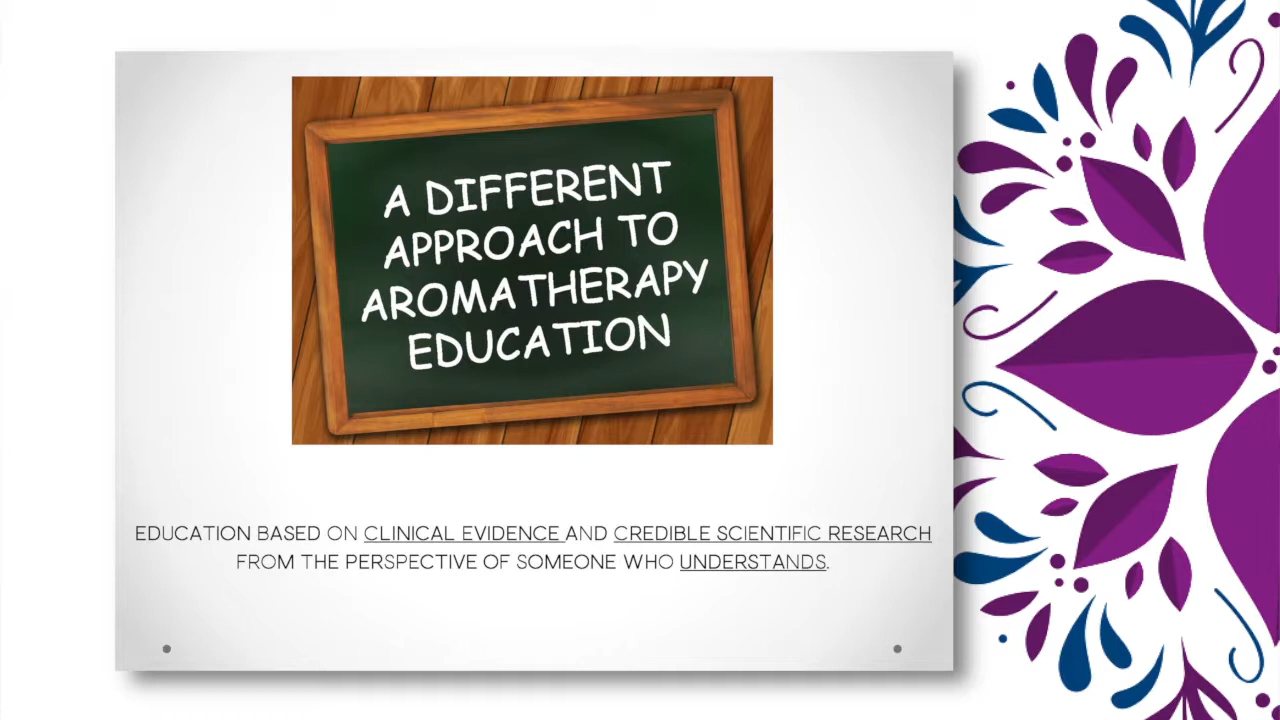 A DIFFERENT
APPROACH TO
AROMATHERAPY
EDUCATION
EDUCATION BASED ON CLINICAL EVIDENCE AND CREDIBLE SCIENTIFIC RESEARCH
FROM THE PERSPECTIVE OF SOMEONE WHO UNDERSTANDS.